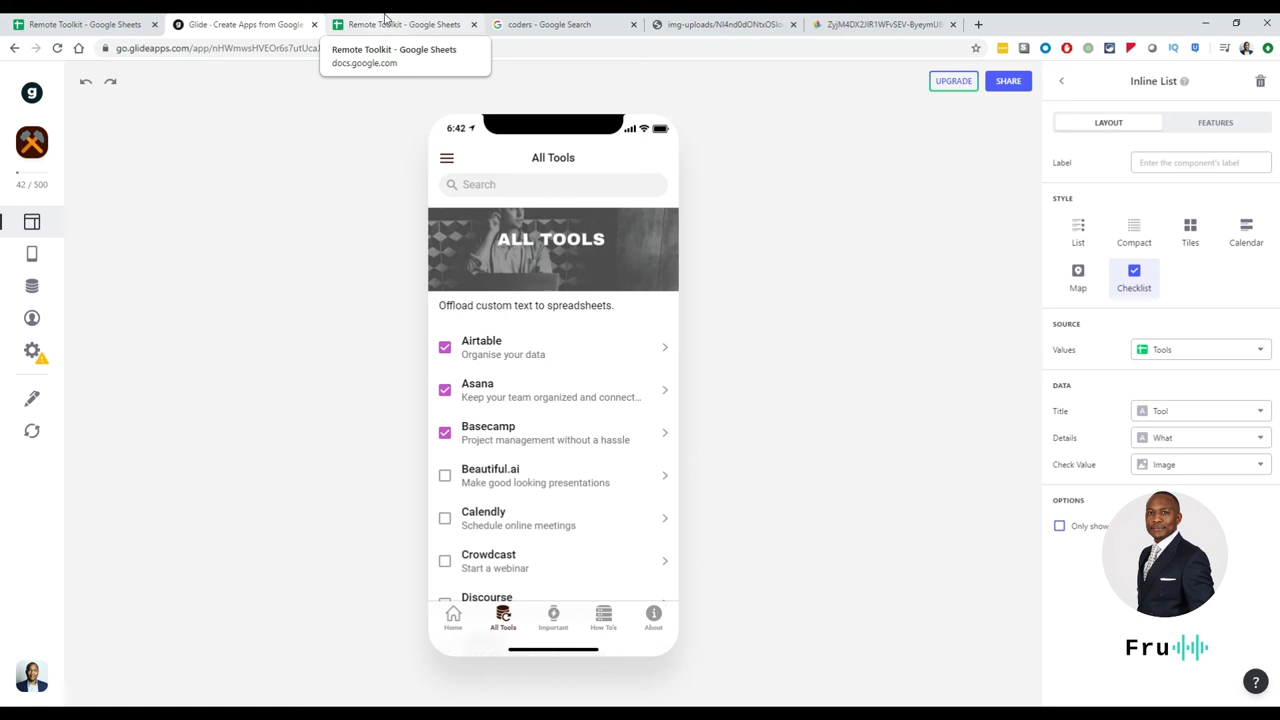 Remote Toolkit - Google Sheets
Glide · Create Apps from Google
Remote Toolkit - Google Sheets
coders - Google Search
go.glideapps.com/app/nHWmwsHVEOr6s7utUcaJ
Remote Toolkit - Google Sheets
docs.google.com
UPGRADE
SHARE
Inline List
LAYOUT
FEATURES
Label
Enter the component's label
STYLE
List
Compact
Tiles
Calendar
Map
Checklist
SOURCE
Values
Tools
DATA
Title
Tool
Details
What
Check Value
Image
OPTIONS
Only show
42 / 500
6:42
All Tools
Search
ALL TOOLS
Offload custom text to spreadsheets.
Airtable
Organise your data
Asana
Keep your team organized and connect...
Basecamp
Project management without a hassle
Beautiful.ai
Make good looking presentations
Calendly
Schedule online meetings
Crowdcast
Start a webinar
Discourse
Home
All Tools
Important
How To's
About
Fru